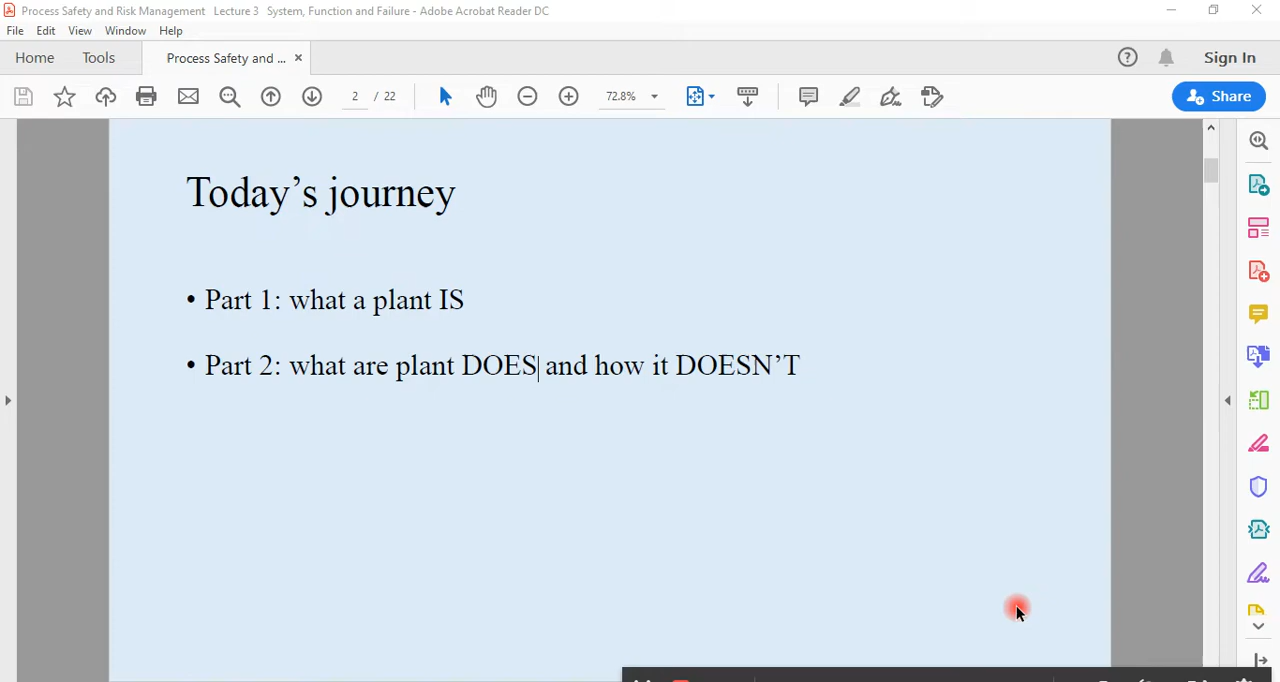 Process Safety and Risk Management Lecture 3 System, Function and Failure - Adobe Acrobat Reader DC
File Edit View Window Help
Home Tools Process Safety and ... × Sign In
2 / 22 72.8% Share
Today’s journey
• Part 1: what a plant IS
• Part 2: what are plant DOES and how it DOESN’T